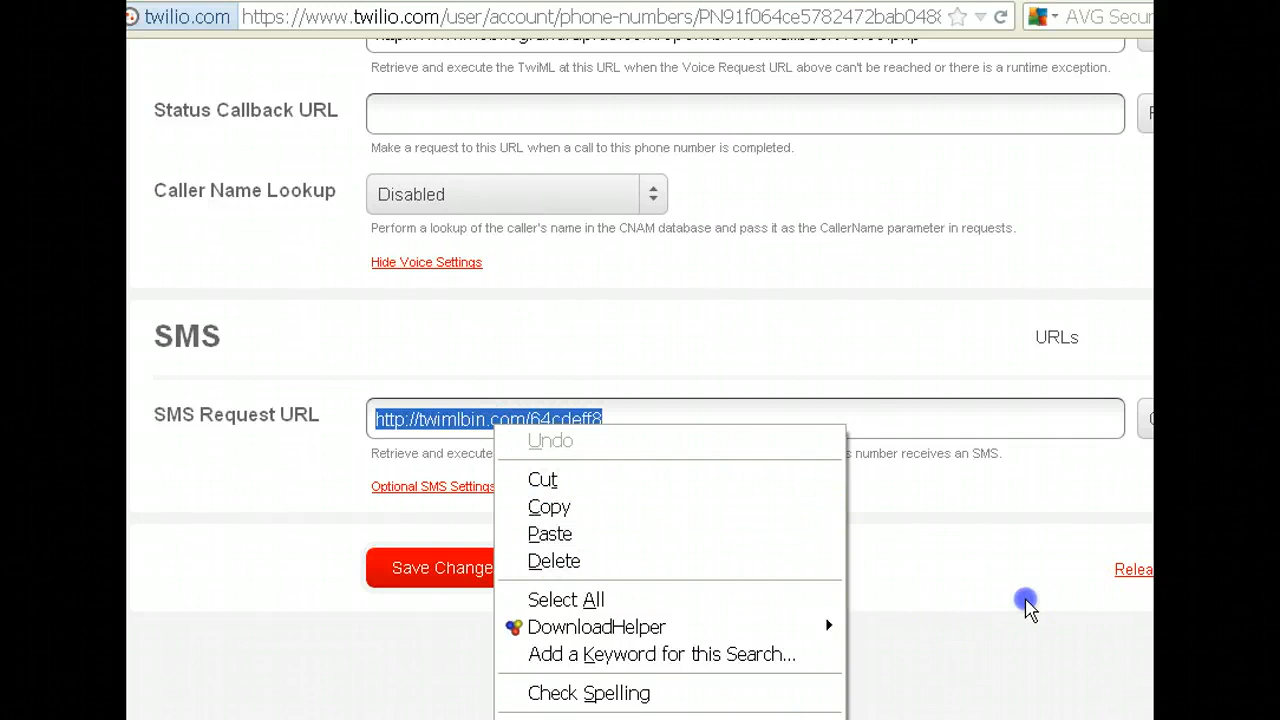 twilio.com https://www.twilio.com/user/account/phone-numbers/PN91f064ce5782472bab048 AVG Secur
Retrieve and execute the TwiML at this URL when the Voice Request URL above can't be reached or there is a runtime exception.
Status Callback URL
Make a request to this URL when a call to this phone number is completed.
Caller Name Lookup Disabled
Perform a lookup of the caller's name in the CNAM database and pass it as the CallerName parameter in requests.
Hide Voice Settings
SMS URLs
SMS Request URL http://twimlbin.com/64cdeff8
Undo
Retrieve and execute s number receives an SMS.
Cut
Optional SMS Settings
Copy
Paste
Delete
Save Change Relea
Select All
DownloadHelper
Add a Keyword for this Search...
Check Spelling